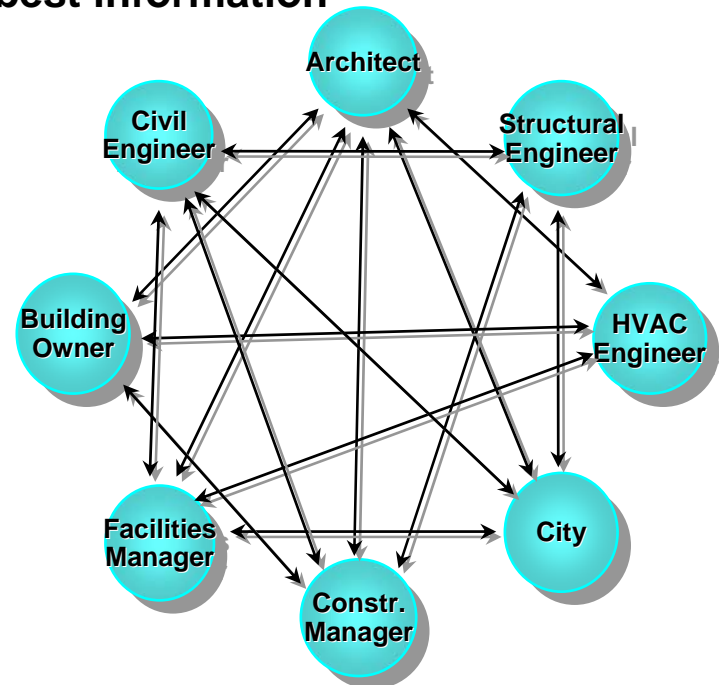 best information
Architect
Civil
Engineer
Structural
Engineer
Building
Owner
HVAC
Engineer
Facilities
Manager
City
Constr.
Manager